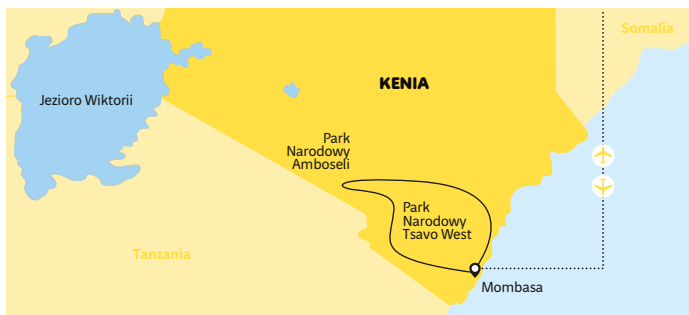 Somalia
KENIA
Jezioro Wiktorii
Park
Narodowy
Amboseli
Park
Narodowy
Tsavo West
Tanzania
Mombasa